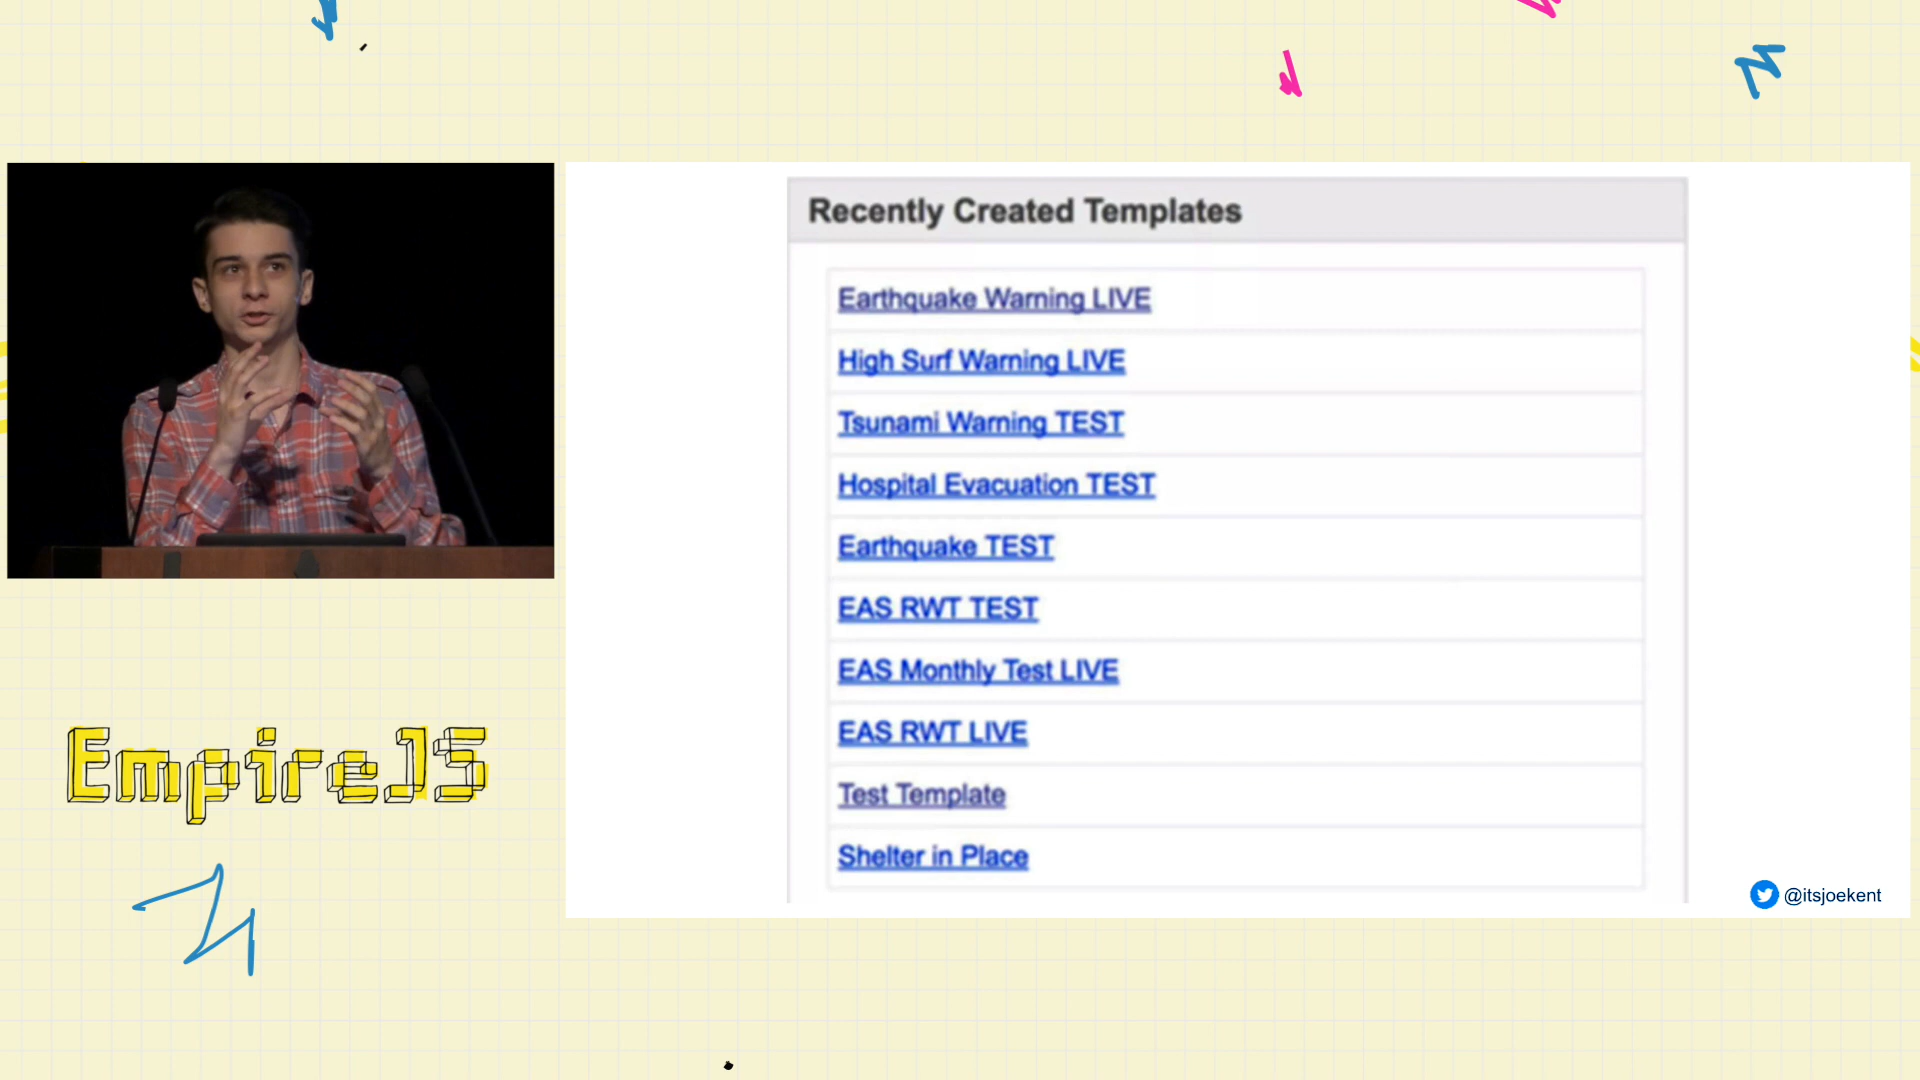 Recently Created Templates
Earthquake Warning LIVE
High Surf Warning LIVE
Tsunami Warning TEST
Hospital Evacuation TEST
Earthquake TEST
EAS RWT TEST
EAS Monthly Test LIVE
EAS RWT LIVE
Test Template
Shelter in Place
@itsjoekent
EmpireJS